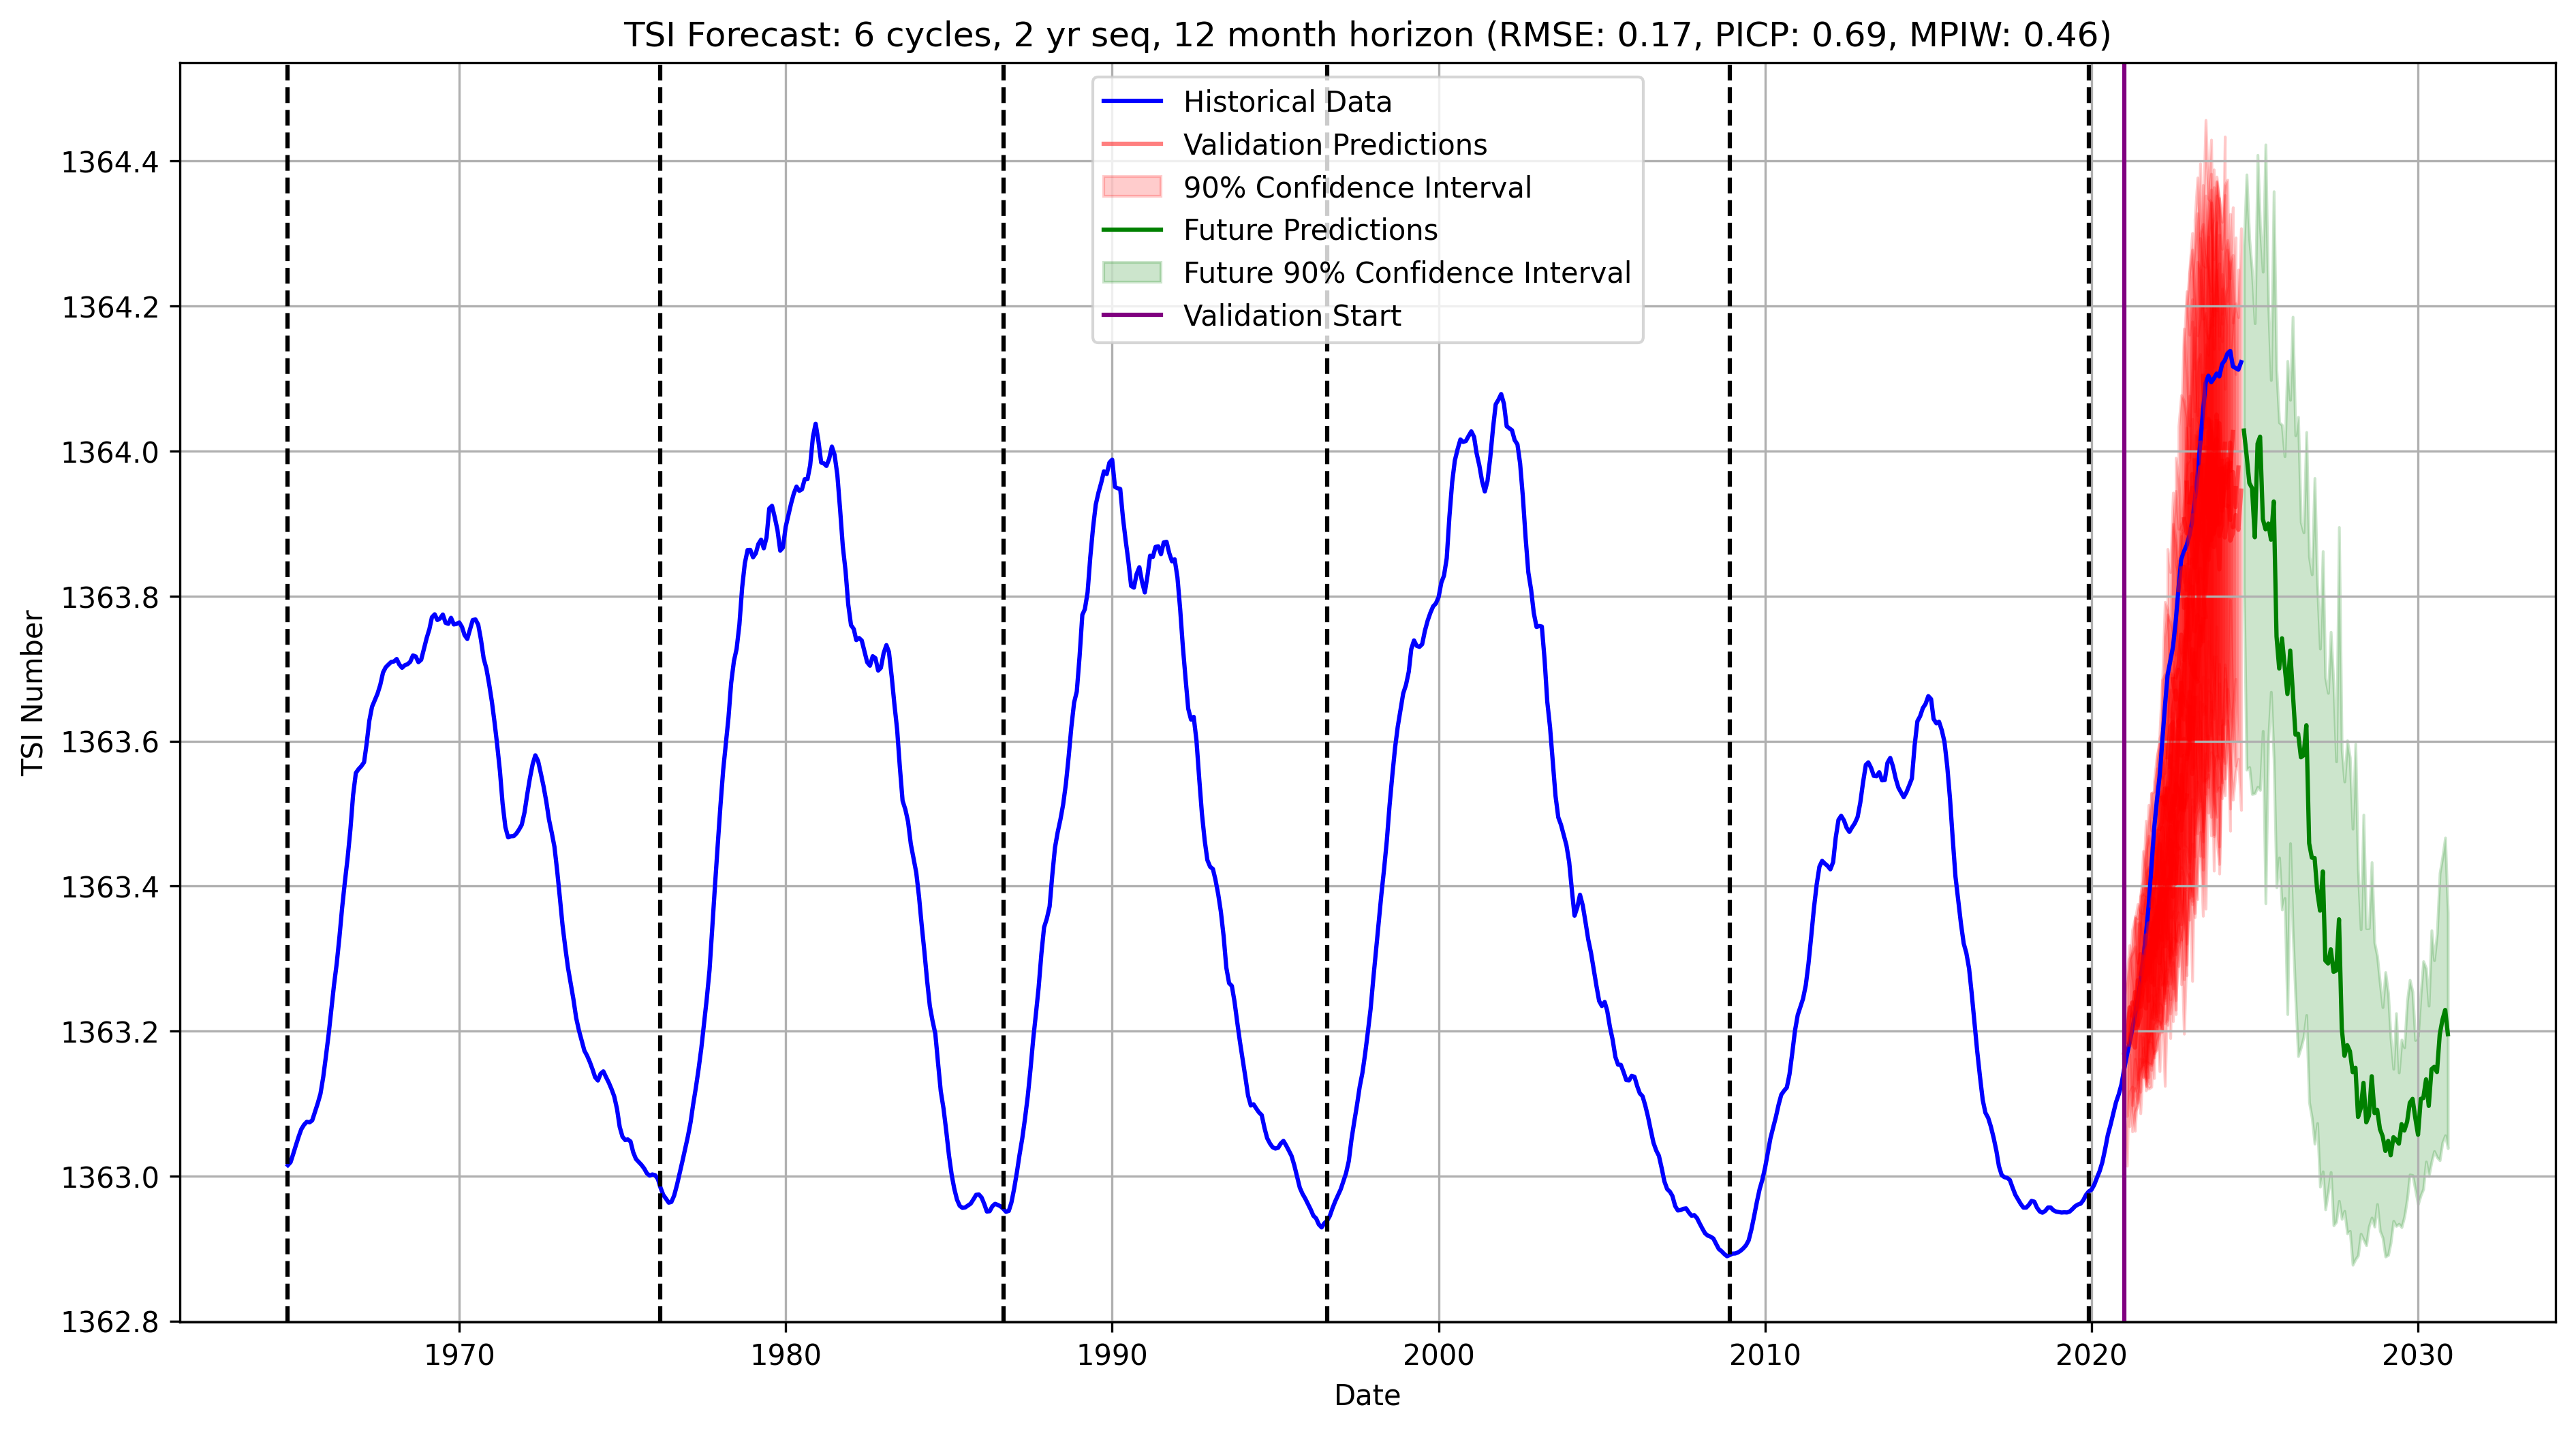 TSI Forecast: 6 cycles, 2 yr seq, 12 month horizon (RMSE: 0.17, PICP: 0.69, MPIW: 0.46)
Historical Data
Validation Predictions
90% Confidence Interval
Future Predictions
Future 90% Confidence Interval
Validation Start
TSI Number
1364.4
1364.2
1364.0
1363.8
1363.6
1363.4
1363.2
1363.0
1362.8
1970
1980
1990
2000
2010
2020
2030
Date